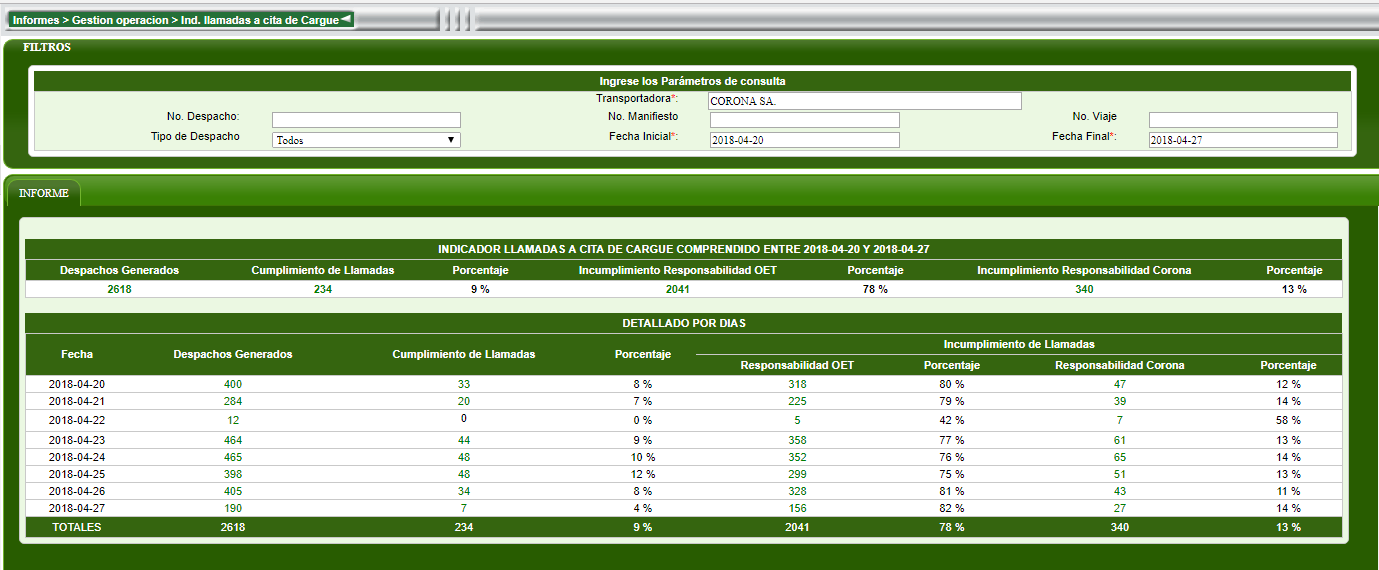 Informes > Gestion operacion > Ind. llamadas a cita de Cargue
FILTROS
Ingrese los Parámetros de consulta
Transportadora*: CORONA SA.
No. Despacho: No. Manifiesto No. Viaje
Tipo de Despacho Todos Fecha Inicial*: 2018-04-20 Fecha Final*: 2018-04-27
INFORME
INDICADOR LLAMADAS A CITA DE CARGUE COMPRENDIDO ENTRE 2018-04-20 Y 2018-04-27
Despachos Generados Cumplimiento de Llamadas Porcentaje Incumplimiento Responsabilidad OET Porcentaje Incumplimiento Responsabilidad Corona Porcentaje
2618 234 9 % 2041 78 % 340 13 %
DETALLADO POR DIAS
Fecha Despachos Generados Cumplimiento de Llamadas Porcentaje Incumplimiento de Llamadas
Responsabilidad OET Porcentaje Responsabilidad Corona Porcentaje
2018-04-20 400 33 8 % 318 80 % 47 12 %
2018-04-21 284 20 7 % 225 79 % 39 14 %
2018-04-22 12 0 0 % 5 42 % 7 58 %
2018-04-23 464 44 9 % 358 77 % 61 13 %
2018-04-24 465 48 10 % 352 76 % 65 14 %
2018-04-25 398 48 12 % 299 75 % 51 13 %
2018-04-26 405 34 8 % 328 81 % 43 11 %
2018-04-27 190 7 4 % 156 82 % 27 14 %
TOTALES 2618 234 9 % 2041 78 % 340 13 %